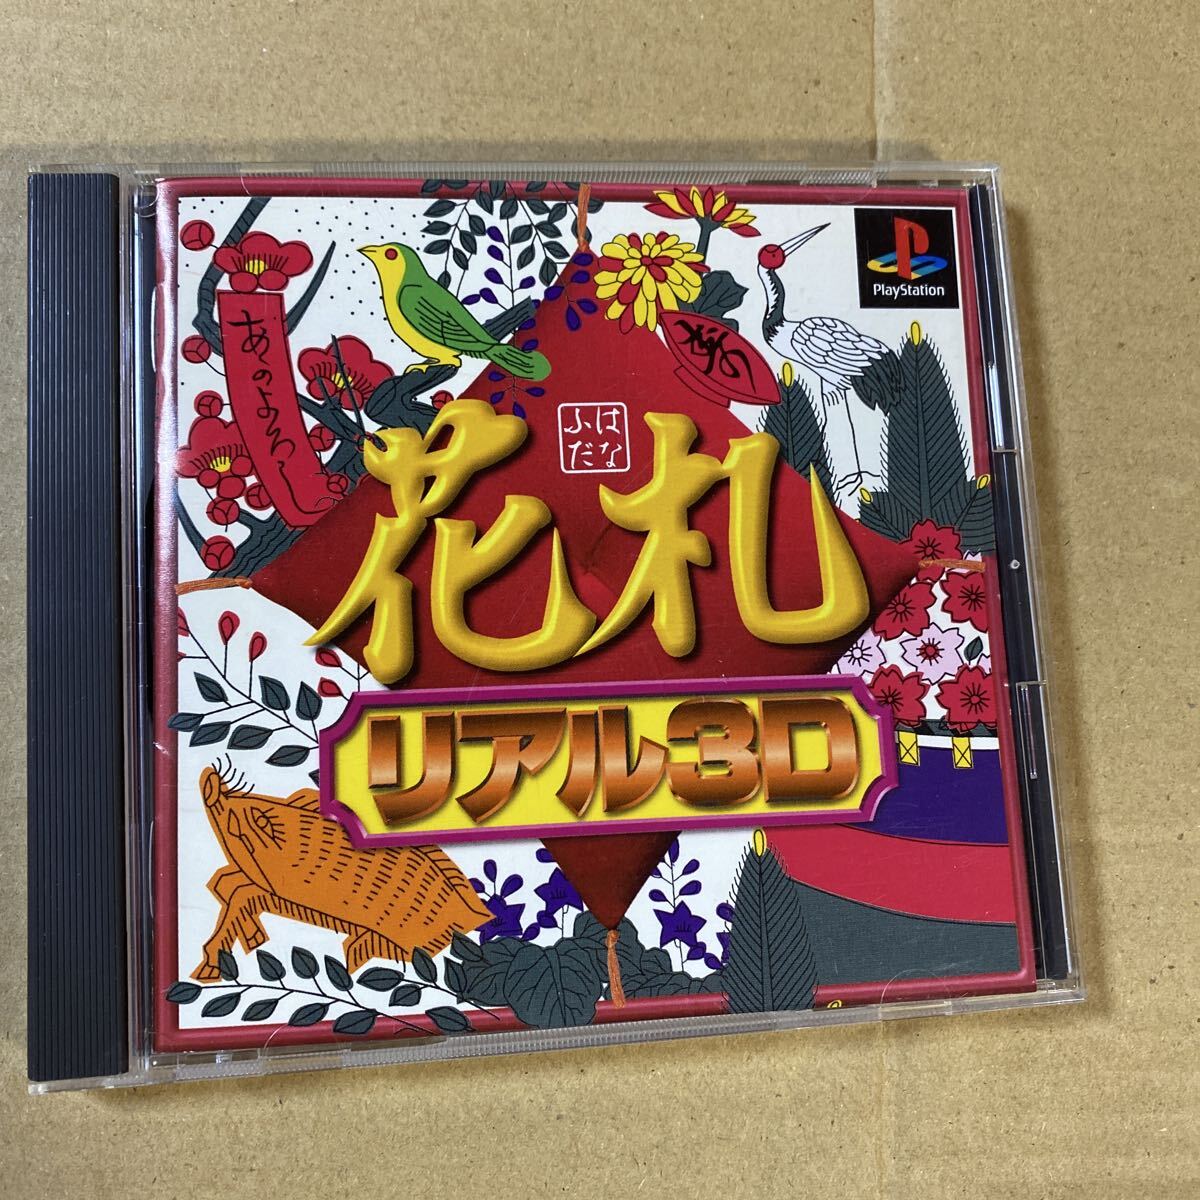 PlayStation
あのよろし
はな
ふだ
花札
リアル3D